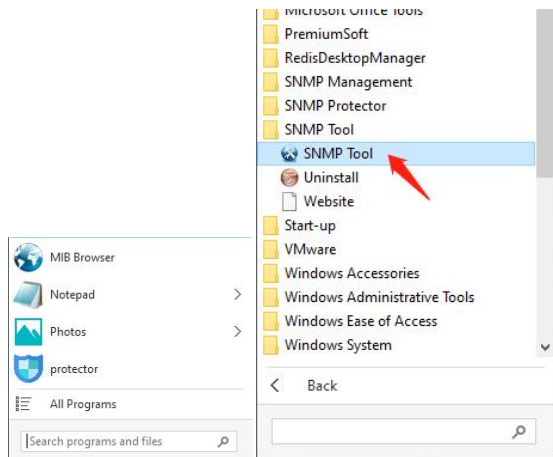 MIB Browser
Notepad
Photos
protector
All Programs
Search programs and files
Microsoft Office Tools
PremiumSoft
RedisDesktopManager
SNMP Management
SNMP Protector
SNMP Tool
SNMP Tool
Uninstall
Website
Start-up
VMware
Windows Accessories
Windows Administrative Tools
Windows Ease of Access
Windows System
Back